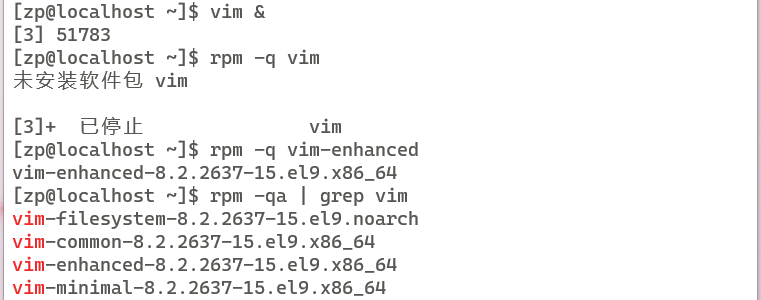 [zp@localhost ~]$ vim &
[3] 51783
[zp@localhost ~]$ rpm -q vim
未安装软件包 vim
[3]+  已停止               vim
[zp@localhost ~]$ rpm -q vim-enhanced
vim-enhanced-8.2.2637-15.el9.x86_64
[zp@localhost ~]$ rpm -qa | grep vim
vim-filesystem-8.2.2637-15.el9.noarch
vim-common-8.2.2637-15.el9.x86_64
vim-enhanced-8.2.2637-15.el9.x86_64
vim-minimal-8.2.2637-15.el9.x86_64